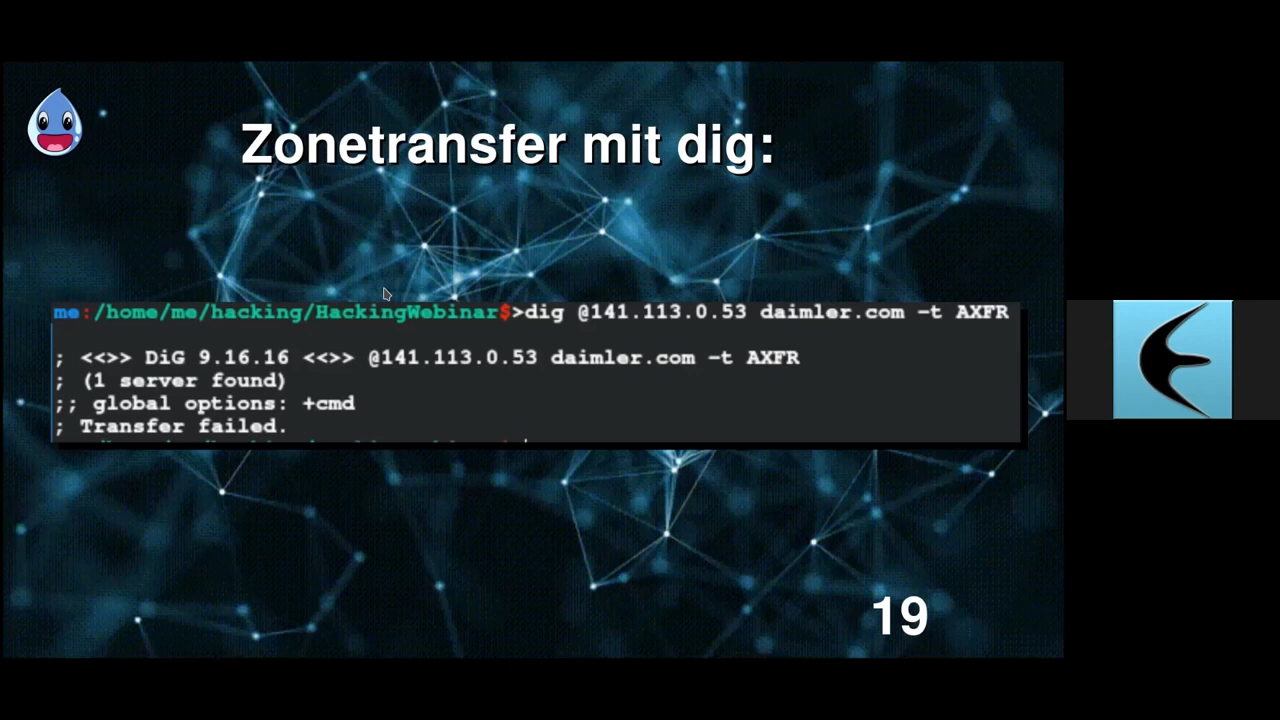 Zonetransfer mit dig:
me:/home/me/hacking/HackingWebinar$>dig @141.113.0.53 daimler.com -t AXFR
; <<>> DiG 9.16.16 <<>> @141.113.0.53 daimler.com -t AXFR
; (1 server found)
;; global options: +cmd
; Transfer failed.
19